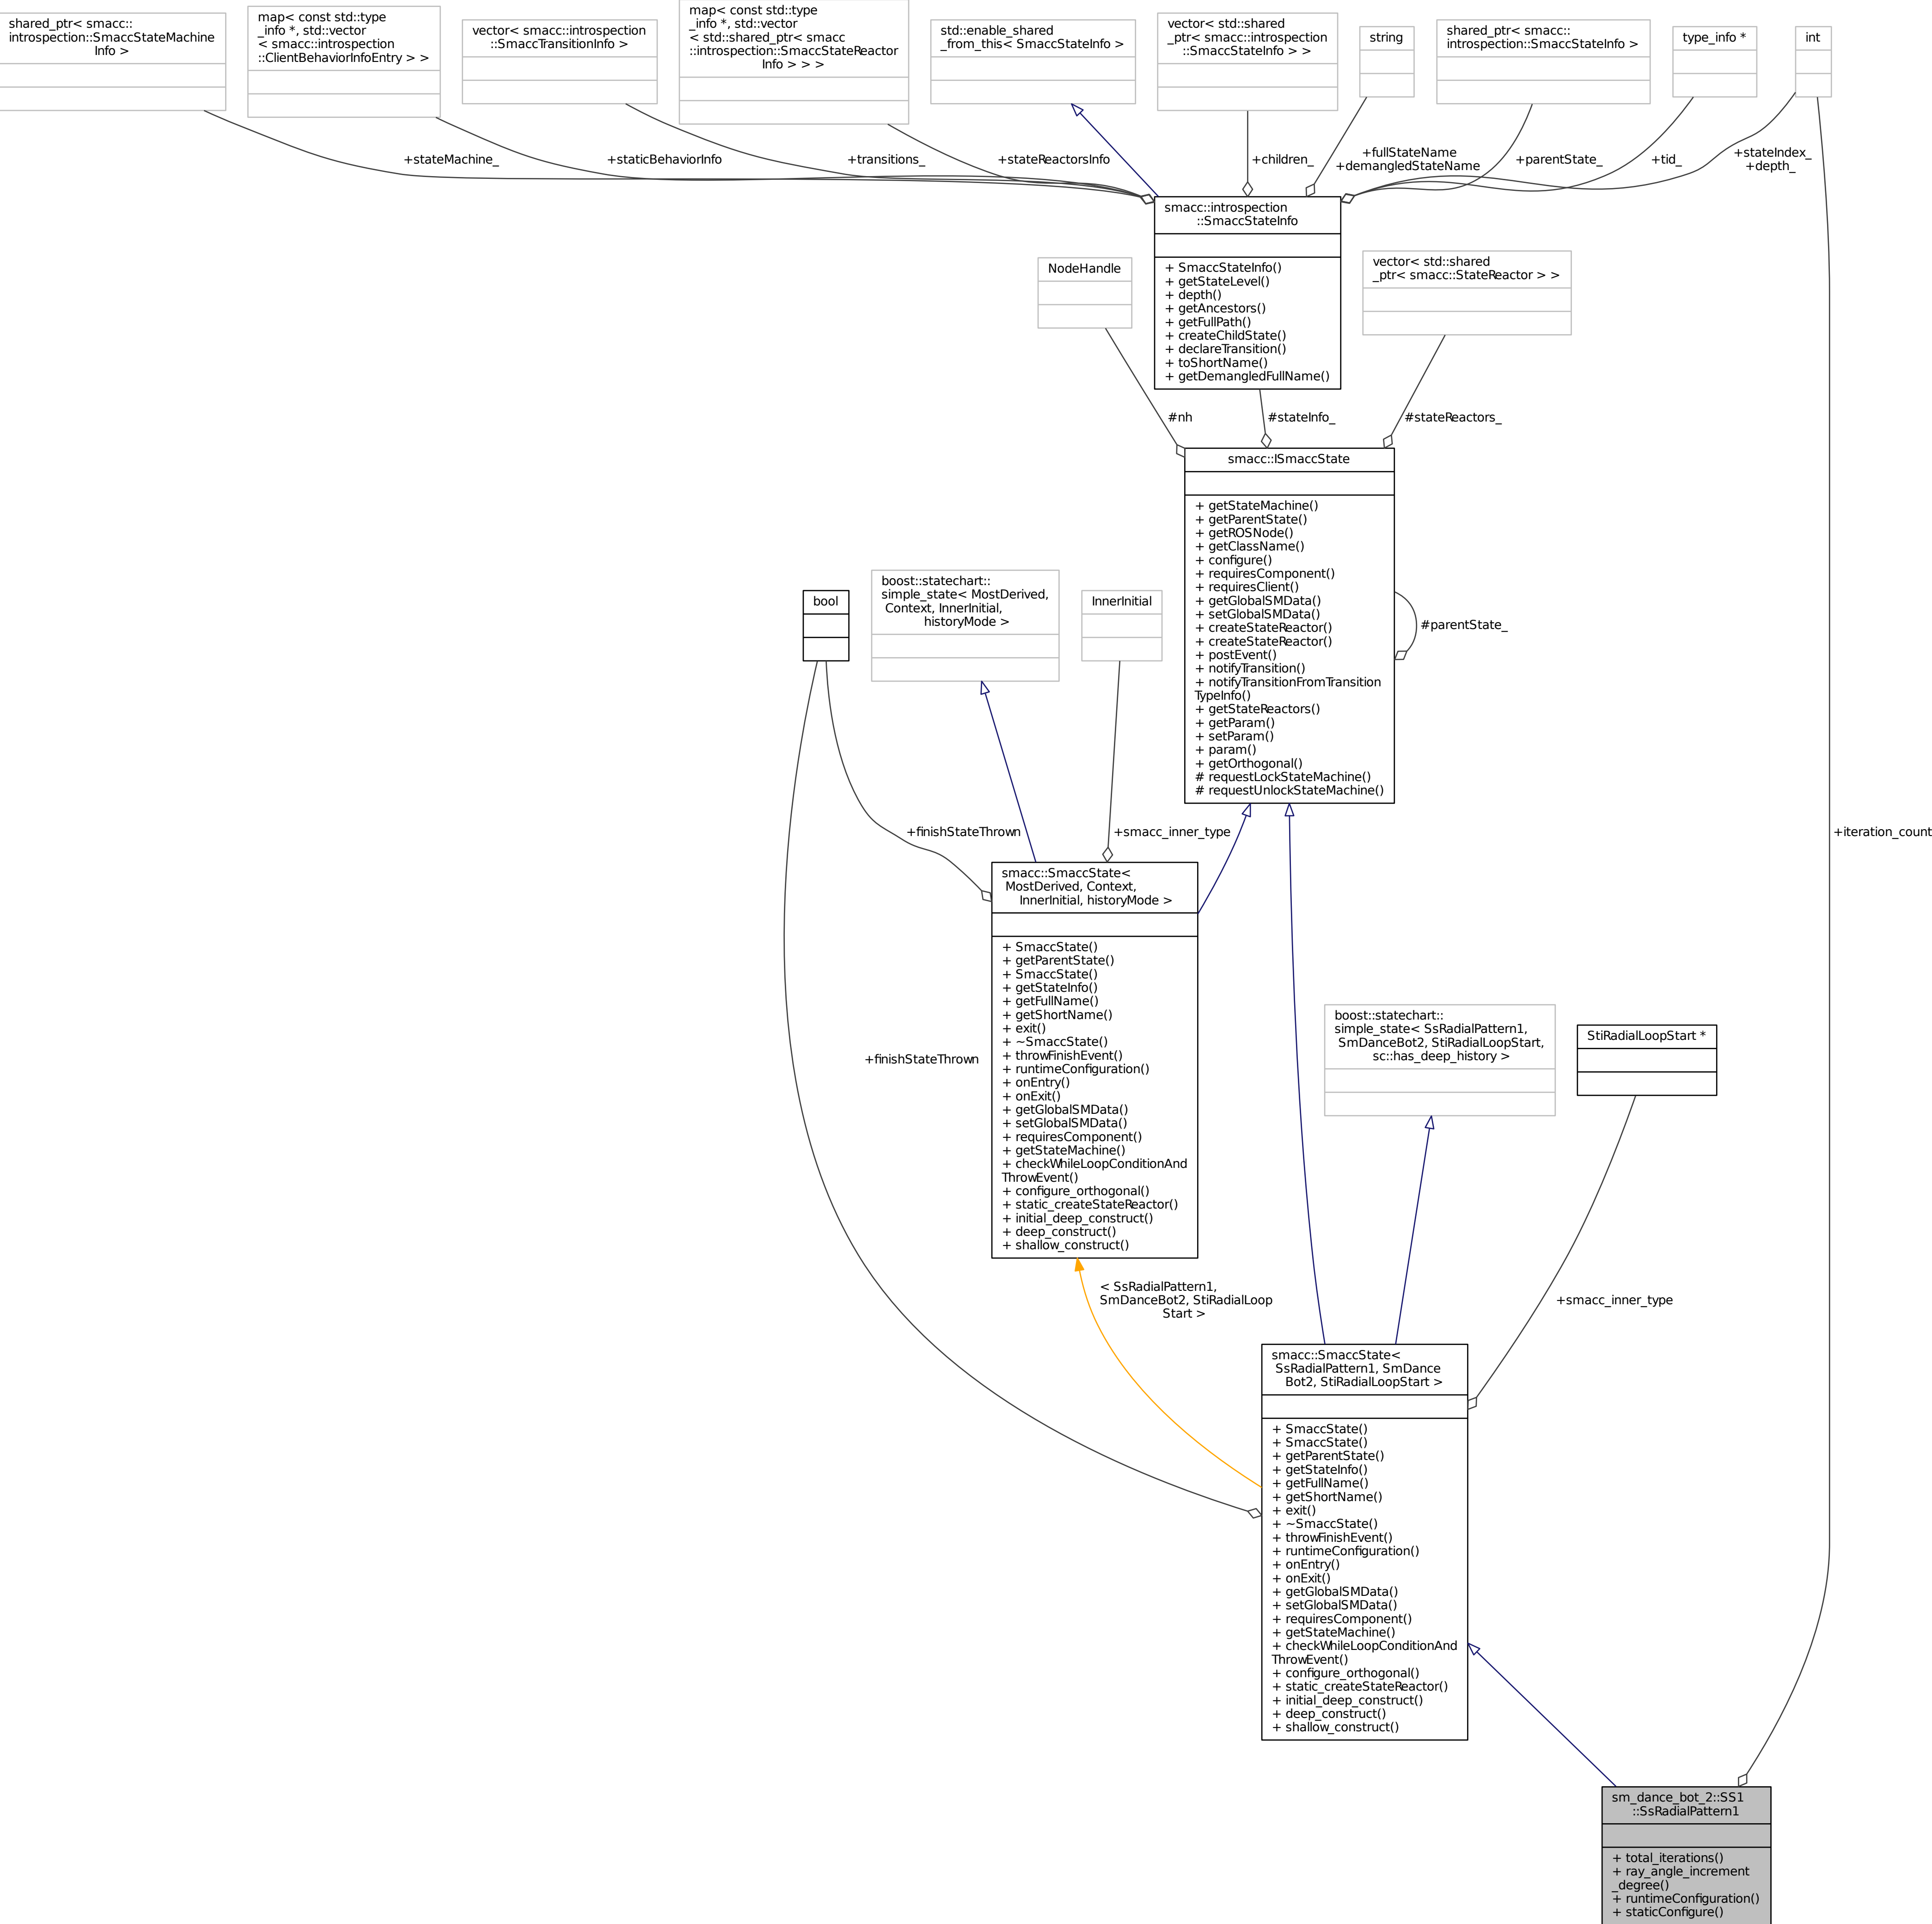 shared_ptr< smacc::
introspection::SmaccStateMachine
Info >
map< const std::type
_info *, std::vector
< smacc::introspection
::ClientBehaviorInfoEntry > >
vector< smacc::introspection
::SmaccTransitionInfo >
map< const std::type
_info *, std::vector
< std::shared_ptr< smacc
::introspection::SmaccStateReactor
Info > > >
std::enable_shared
_from_this< SmaccStateInfo >
vector< std::shared
_ptr< smacc::introspection
::SmaccStateInfo > >
string
shared_ptr< smacc::
introspection::SmaccStateInfo >
type_info *
int
+stateMachine_
+staticBehaviorInfo
+transitions_
+stateReactorsInfo
+children_
+fullStateName
+demangledStateName
+parentState_
+tid_
+stateIndex_
+depth_
smacc::introspection
::SmaccStateInfo
+ SmaccStateInfo()
+ getStateLevel()
+ depth()
+ getAncestors()
+ getFullPath()
+ createChildState()
+ declareTransition()
+ toShortName()
+ getDemangledFullName()
NodeHandle
vector< std::shared
_ptr< smacc::StateReactor > >
#nh
#stateInfo_
#stateReactors_
smacc::ISmaccState
+ getStateMachine()
+ getParentState()
+ getROSNode()
+ getClassName()
+ configure()
+ requiresComponent()
+ requiresClient()
+ getGlobalSMData()
+ setGlobalSMData()
+ createStateReactor()
+ createStateReactor()
+ postEvent()
+ notifyTransition()
+ notifyTransitionFromTransition
TypeInfo()
+ getStateReactors()
+ getParam()
+ setParam()
+ param()
+ getOrthogonal()
# requestLockStateMachine()
# requestUnlockStateMachine()
#parentState_
bool
boost::statechart::
simple_state< MostDerived,
Context, InnerInitial,
historyMode >
InnerInitial
+finishStateThrown
+smacc_inner_type
+iteration_count
smacc::SmaccState<
MostDerived, Context,
InnerInitial, historyMode >
+ SmaccState()
+ getParentState()
+ SmaccState()
+ getStateInfo()
+ getFullName()
+ getShortName()
+ exit()
+ ~SmaccState()
+ throwFinishEvent()
+ runtimeConfiguration()
+ onEntry()
+ onExit()
+ getGlobalSMData()
+ setGlobalSMData()
+ requiresComponent()
+ getStateMachine()
+ checkWhileLoopConditionAnd
ThrowEvent()
+ configure_orthogonal()
+ static_createStateReactor()
+ initial_deep_construct()
+ deep_construct()
+ shallow_construct()
+finishStateThrown
boost::statechart::
simple_state< SsRadialPattern1,
SmDanceBot2, StiRadialLoopStart,
sc::has_deep_history >
StiRadialLoopStart *
< SsRadialPattern1,
SmDanceBot2, StiRadialLoop
Start >
+smacc_inner_type
smacc::SmaccState<
SsRadialPattern1, SmDance
Bot2, StiRadialLoopStart >
+ SmaccState()
+ SmaccState()
+ getParentState()
+ getStateInfo()
+ getFullName()
+ getShortName()
+ exit()
+ ~SmaccState()
+ throwFinishEvent()
+ runtimeConfiguration()
+ onEntry()
+ onExit()
+ getGlobalSMData()
+ setGlobalSMData()
+ requiresComponent()
+ getStateMachine()
+ checkWhileLoopConditionAnd
ThrowEvent()
+ configure_orthogonal()
+ static_createStateReactor()
+ initial_deep_construct()
+ deep_construct()
+ shallow_construct()
sm_dance_bot_2::SS1
::SsRadialPattern1
+ total_iterations()
+ ray_angle_increment
_degree()
+ runtimeConfiguration()
+ staticConfigure()